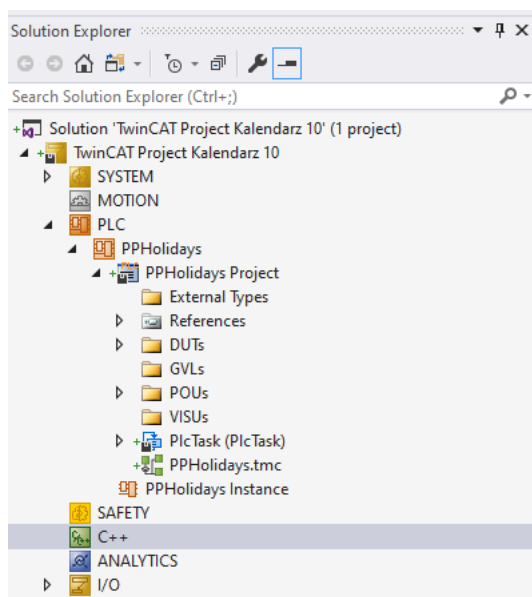 Solution Explorer
Search Solution Explorer (Ctrl+;)
Solution 'TwinCAT Project Kalendarz 10' (1 project)
TwinCAT Project Kalendarz 10
SYSTEM
MOTION
PLC
PPHolidays
PPHolidays Project
External Types
References
DUTs
GVLs
POUs
VISUs
PlcTask (PlcTask)
PPHolidays.tmc
PPHolidays Instance
SAFETY
C++
ANALYTICS
I/O